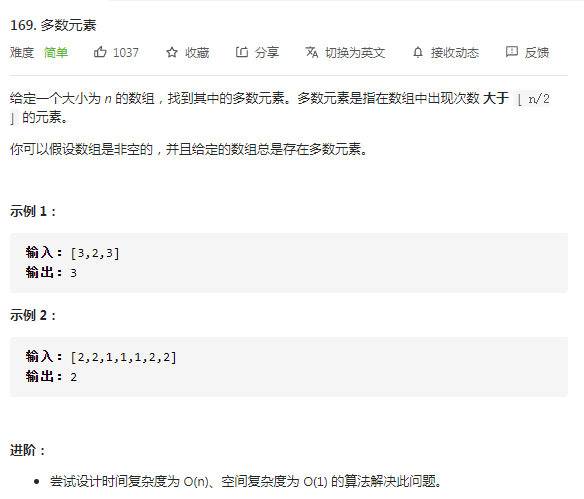 169. 多数元素
难度 简单 1037 收藏 分享 切换为英文 接收动态 反馈
给定一个大小为 n 的数组，找到其中的多数元素。多数元素是指在数组中出现次数 大于 ⌊ n/2
⌋ 的元素。
你可以假设数组是非空的，并且给定的数组总是存在多数元素。
示例 1：
输入：[3,2,3]
输出：3
示例 2：
输入：[2,2,1,1,1,2,2]
输出：2
进阶：
• 尝试设计时间复杂度为 O(n)、空间复杂度为 O(1) 的算法解决此问题。